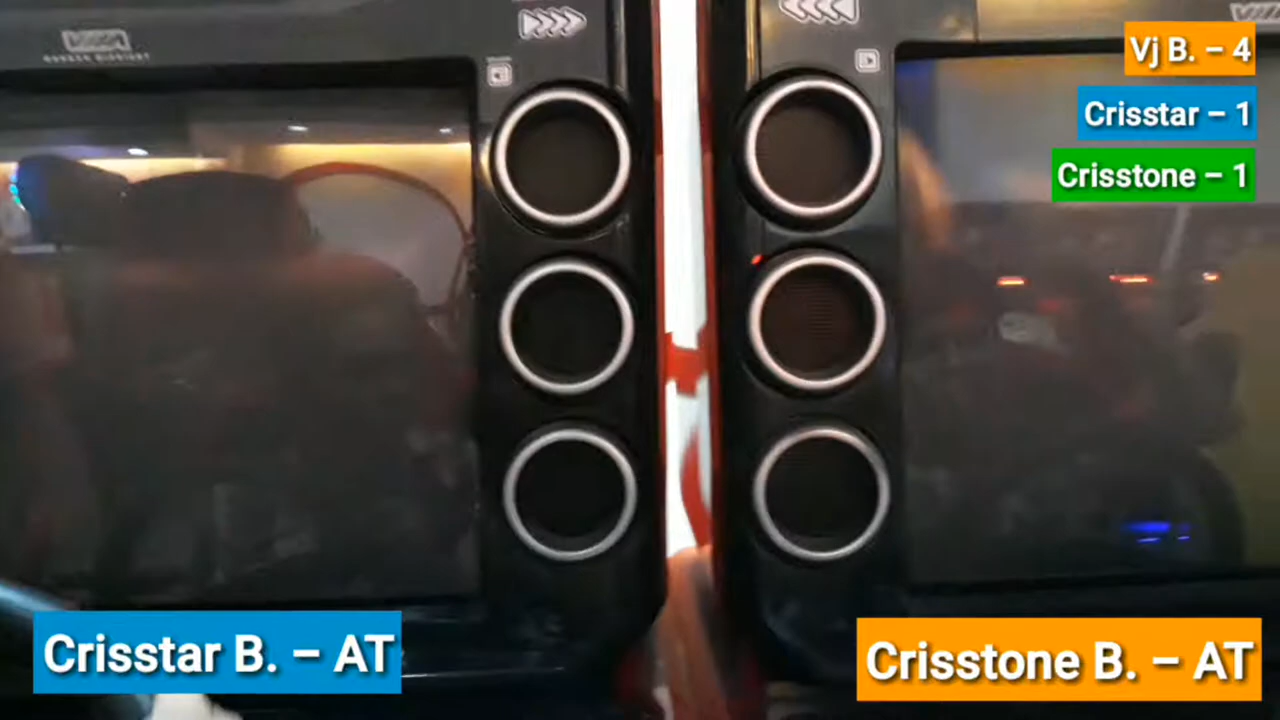 Vj B. – 4
Crisstar – 1
Crisstone – 1
Crisstar B. – AT
Crisstone B. – AT